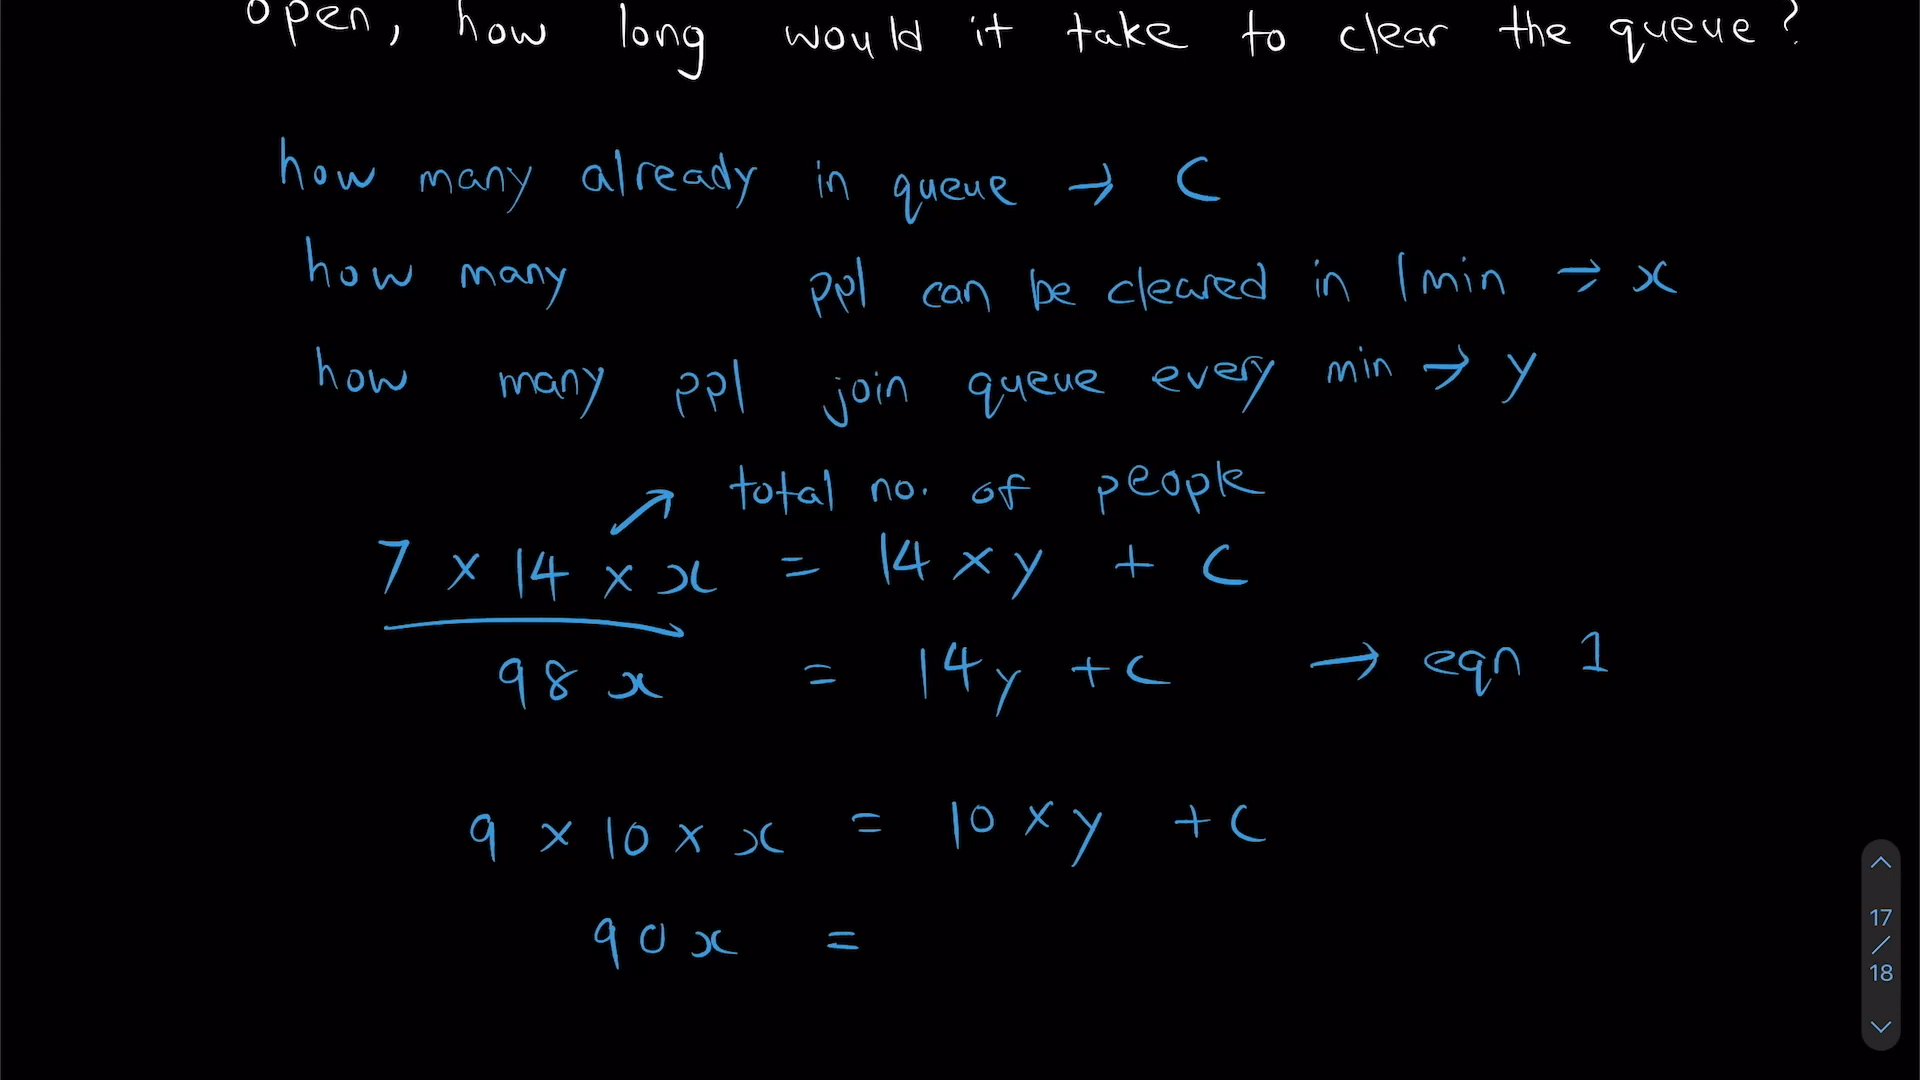 open, how long would it take to clear the queue?
how many already in queue → C
how many ppl can be cleared in 1 min → x
how many ppl join queue every min → y
total no. of people
7 × 14 × x = 14 × y + C
98x = 14y + C → eqn 1
9 × 10 × x = 10 × y + C
90x =
17
/
18